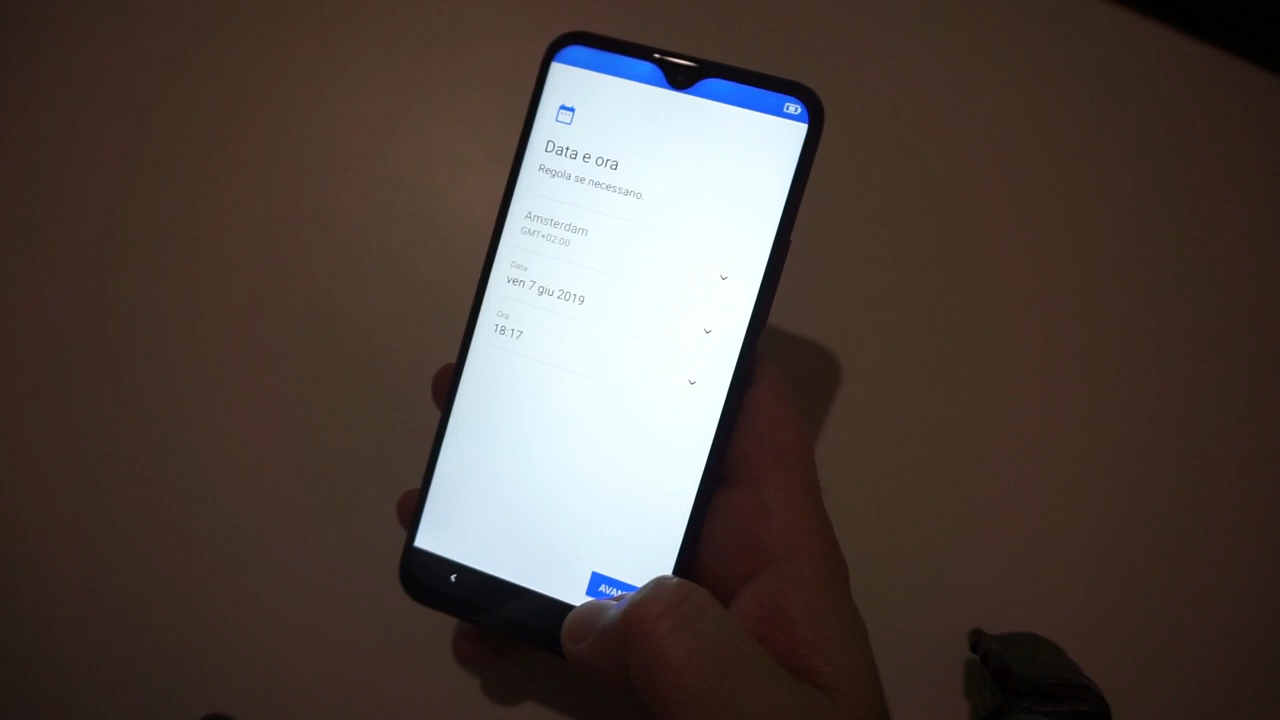 Data e ora
Regola se necessario.
Amsterdam
GMT+02:00
Data
ven 7 giu 2019
Ora
18:17